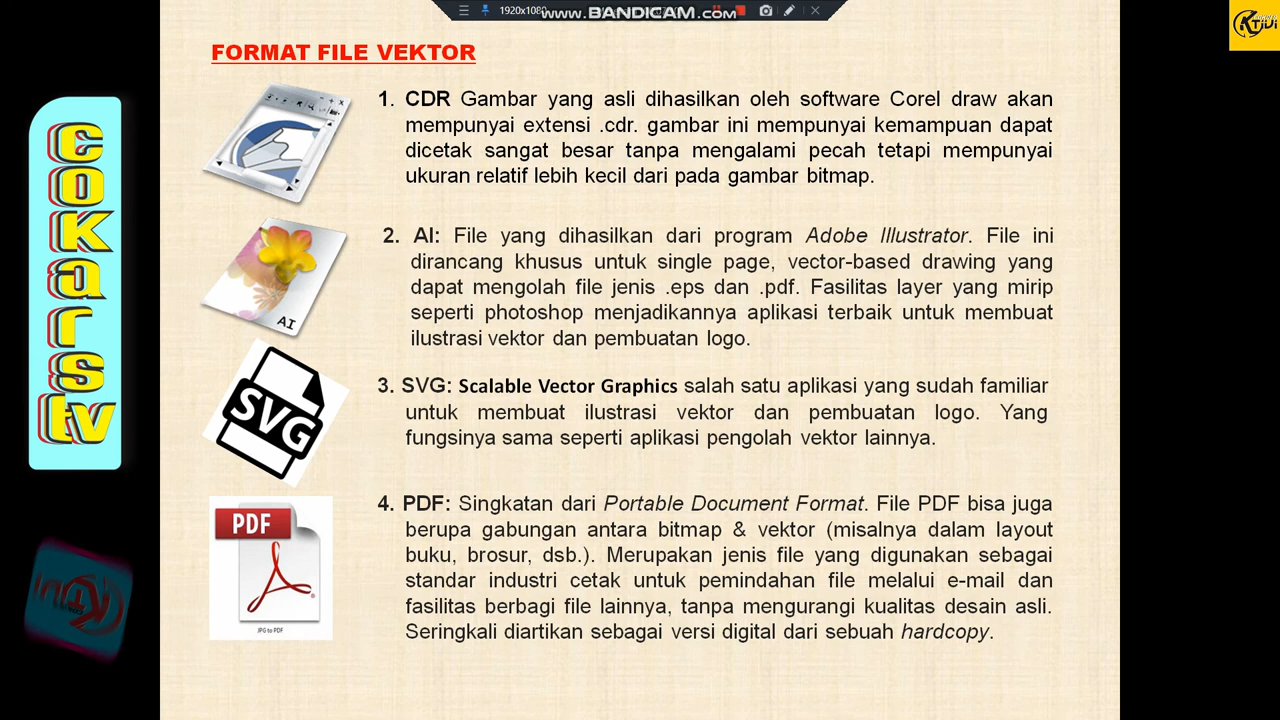 1920x1080
www.BANDICAM.com
KTiVi
FORMAT FILE VEKTOR
1. CDR Gambar yang asli dihasilkan oleh software Corel draw akan
mempunyai extensi .cdr. gambar ini mempunyai kemampuan dapat
dicetak sangat besar tanpa mengalami pecah tetapi mempunyai
ukuran relatif lebih kecil dari pada gambar bitmap.
AI
2. AI: File yang dihasilkan dari program Adobe Illustrator. File ini
dirancang khusus untuk single page, vector-based drawing yang
dapat mengolah file jenis .eps dan .pdf. Fasilitas layer yang mirip
seperti photoshop menjadikannya aplikasi terbaik untuk membuat
ilustrasi vektor dan pembuatan logo.
SVG
3. SVG: Scalable Vector Graphics salah satu aplikasi yang sudah familiar
untuk membuat ilustrasi vektor dan pembuatan logo. Yang
fungsinya sama seperti aplikasi pengolah vektor lainnya.
PDF
JPG to PDF
4. PDF: Singkatan dari Portable Document Format. File PDF bisa juga
berupa gabungan antara bitmap & vektor (misalnya dalam layout
buku, brosur, dsb.). Merupakan jenis file yang digunakan sebagai
standar industri cetak untuk pemindahan file melalui e-mail dan
fasilitas berbagi file lainnya, tanpa mengurangi kualitas desain asli.
Seringkali diartikan sebagai versi digital dari sebuah hardcopy.
cokars tv